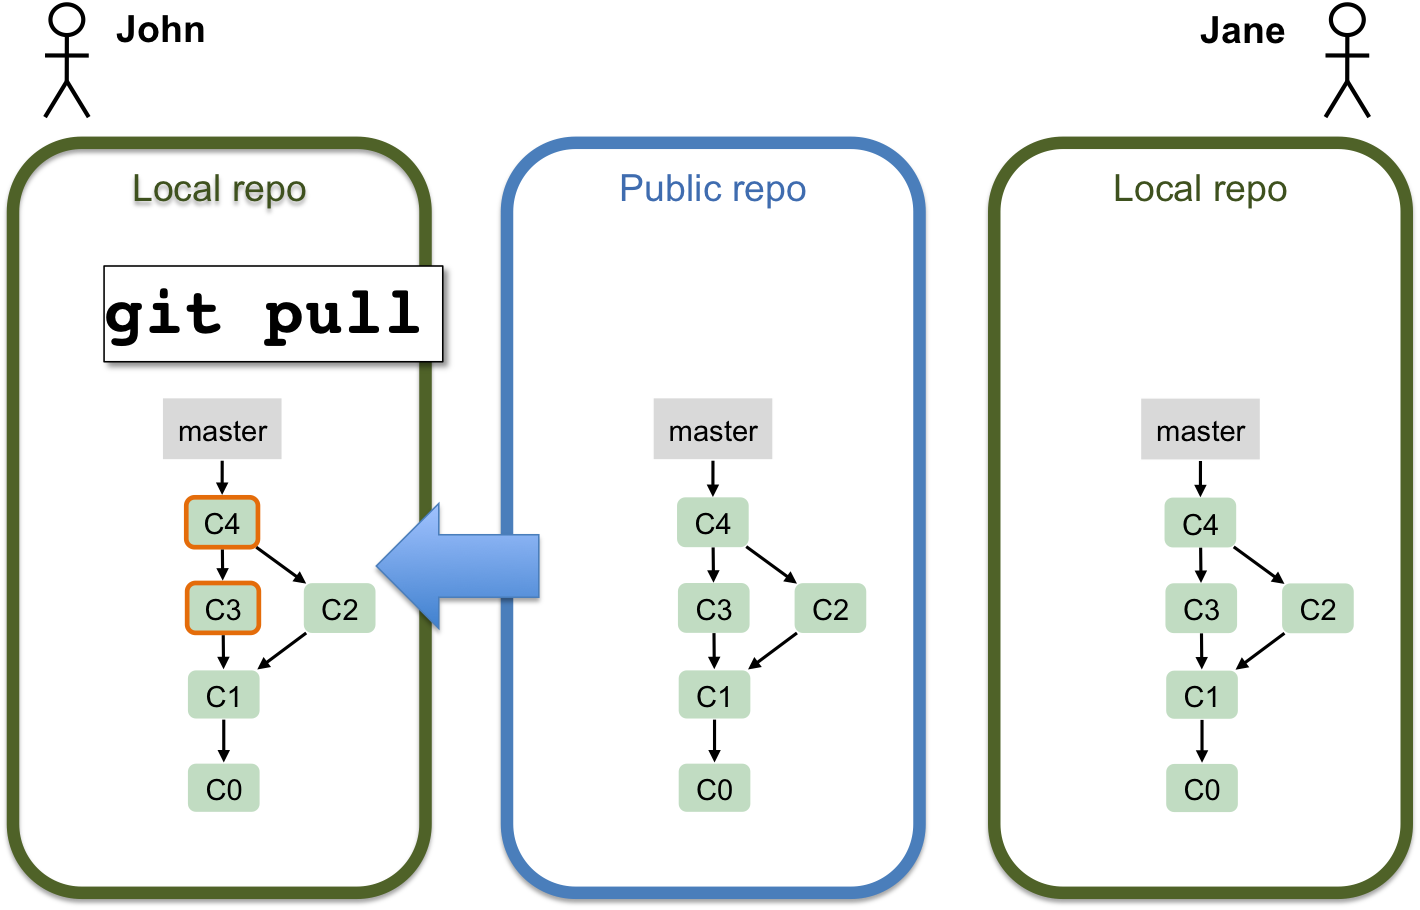 John
Jane
Local repo
Public repo
Local repo
git pull
master
master
master
C4
C4
C4
C3
C2
C3
C2
C3
C2
C1
C1
C1
C0
C0
C0